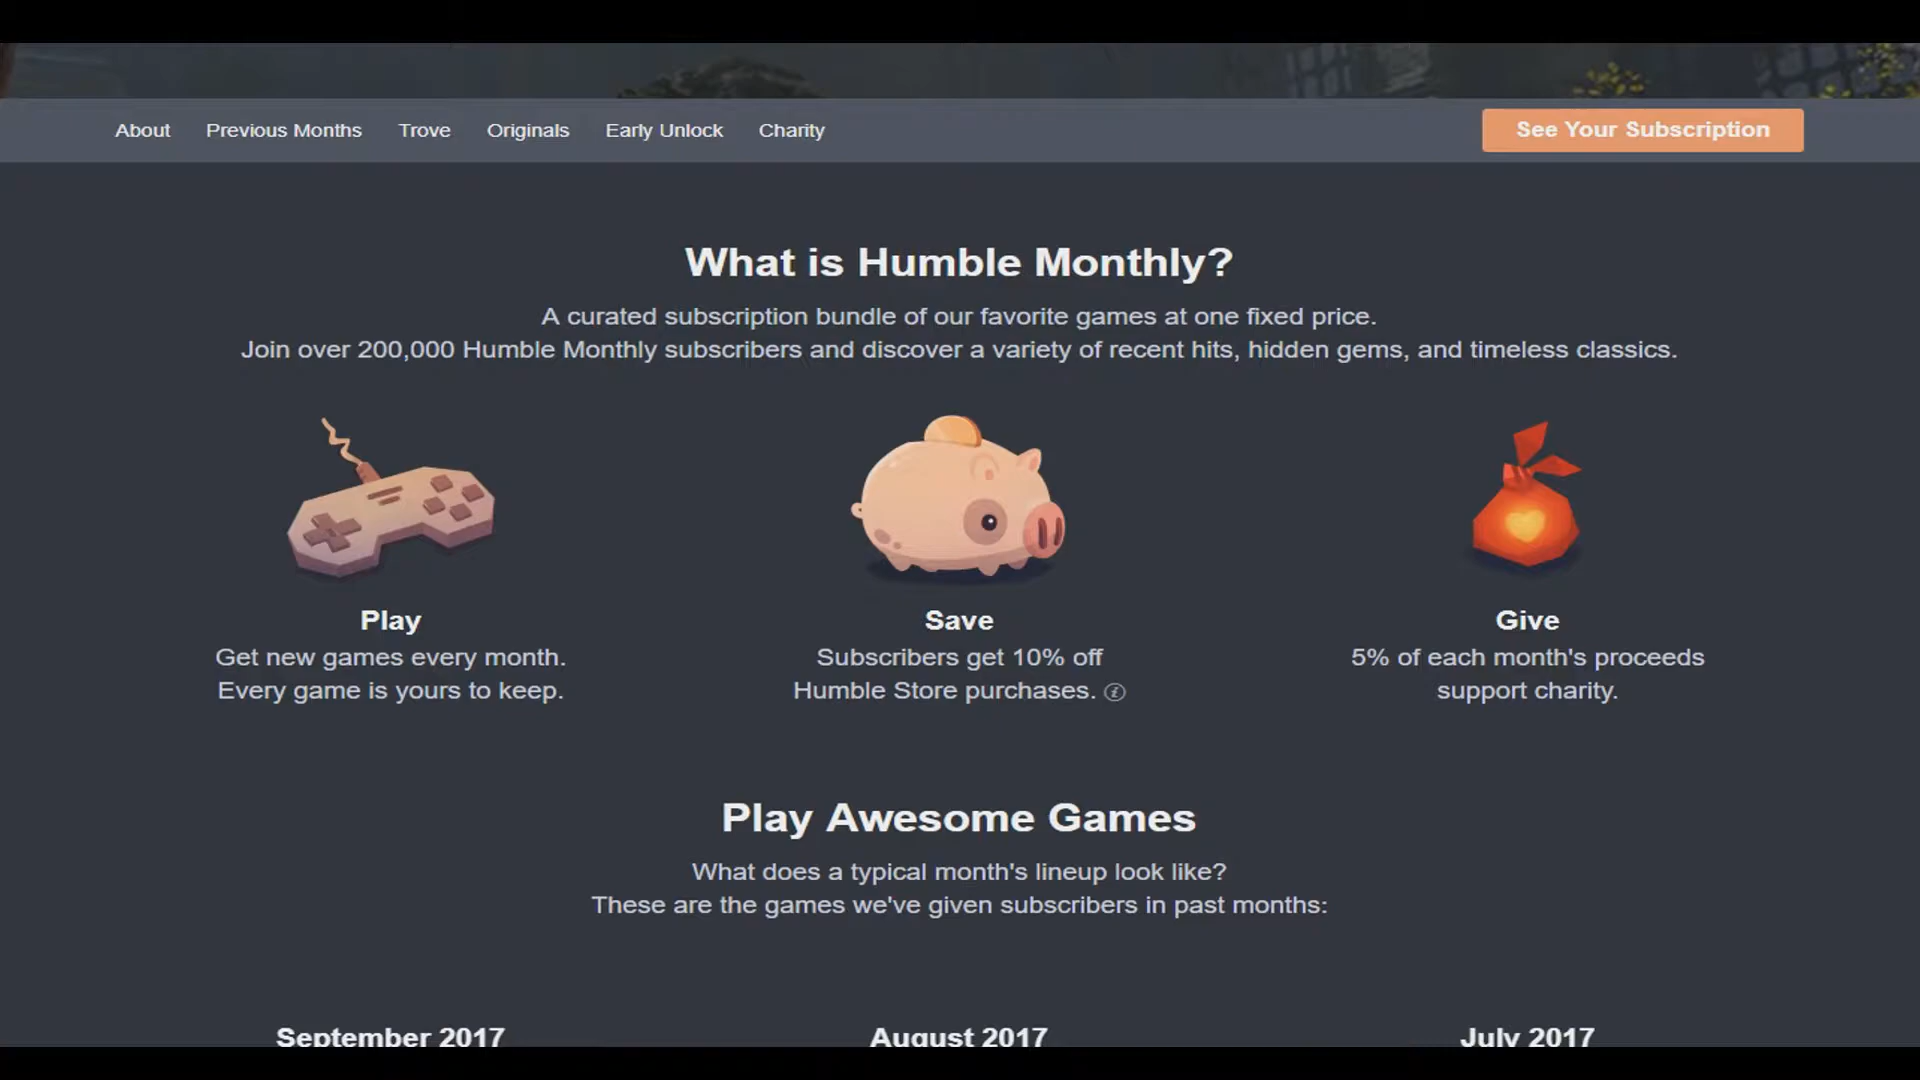 About
Previous Months
Trove
Originals
Early Unlock
Charity
See Your Subscription
What is Humble Monthly?
A curated subscription bundle of our favorite games at one fixed price.
Join over 200,000 Humble Monthly subscribers and discover a variety of recent hits, hidden gems, and timeless classics.
Play
Get new games every month.
Every game is yours to keep.
Save
Subscribers get 10% off
Humble Store purchases.
Give
5% of each month's proceeds
support charity.
Play Awesome Games
What does a typical month's lineup look like?
These are the games we've given subscribers in past months:
September 2017
August 2017
July 2017